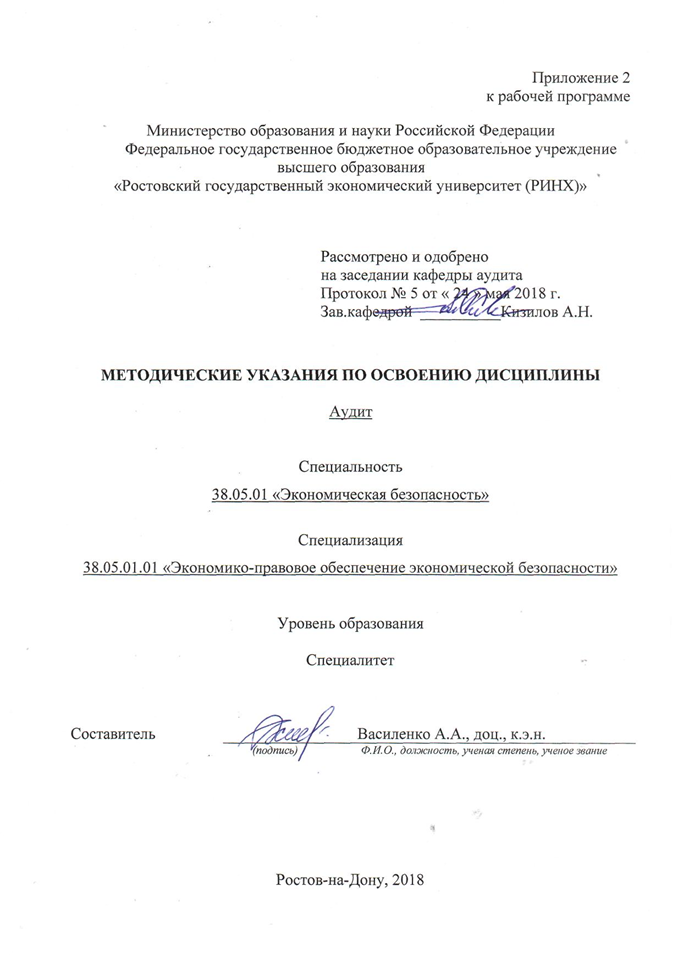 Приложение 2
к рабочей программе
Министерство образования и науки Российской Федерации
Федеральное государственное бюджетное образовательное учреждение
высшего образования
«Ростовский государственный экономический университет (РИНХ)»
Рассмотрено и одобрено
на заседании кафедры аудита
Протокол № 5 от « 24 » мая 2018 г.
Зав.кафедрой __________Кизилов А.Н.
МЕТОДИЧЕСКИЕ УКАЗАНИЯ ПО ОСВОЕНИЮ ДИСЦИПЛИНЫ
Аудит
Специальность
38.05.01 «Экономическая безопасность»
Специализация
38.05.01.01 «Экономико-правовое обеспечение экономической безопасности»
Уровень образования
Специалитет
Составитель Василенко А.А., доц., к.э.н.
(подпись) Ф.И.О., должность, ученая степень, ученое звание
Ростов-на-Дону, 2018